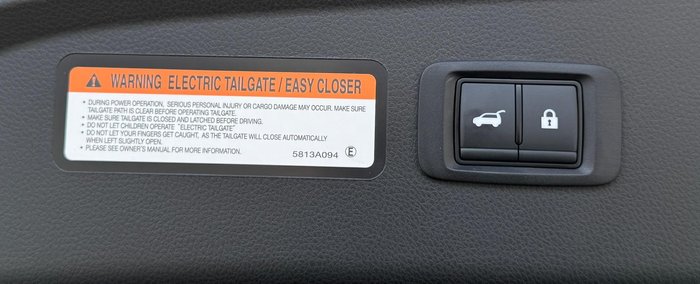 WARNING ELECTRIC TAILGATE / EASY CLOSER
• DURING POWER OPERATION, SERIOUS PERSONAL INJURY OR CARGO DAMAGE MAY OCCUR. MAKE SURE
TAILGATE PATH IS CLEAR BEFORE OPERATING TAILGATE.
• MAKE SURE TAILGATE IS CLOSED AND LATCHED BEFORE DRIVING.
• DO NOT LET CHILDREN OPERATE "ELECTRIC TAILGATE"
• DO NOT LET YOUR FINGERS GET CAUGHT, AS THE TAILGATE WILL CLOSE AUTOMATICALLY
WHEN LEFT SLIGHTLY OPEN.
• PLEASE SEE OWNER'S MANUAL FOR MORE INFORMATION.
5813A094 Ⓔ